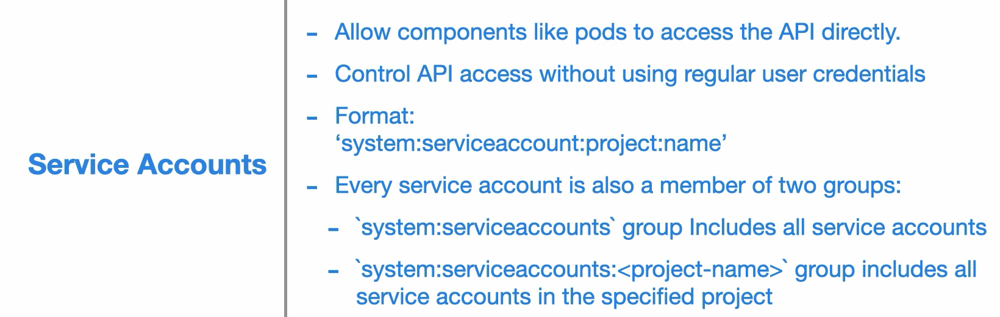 Service Accounts
- Allow components like pods to access the API directly.
- Control API access without using regular user credentials
- Format:
‘system:serviceaccount:project:name’
- Every service account is also a member of two groups:
- `system:serviceaccounts` group Includes all service accounts
- `system:serviceaccounts:<project-name>` group includes all
service accounts in the specified project